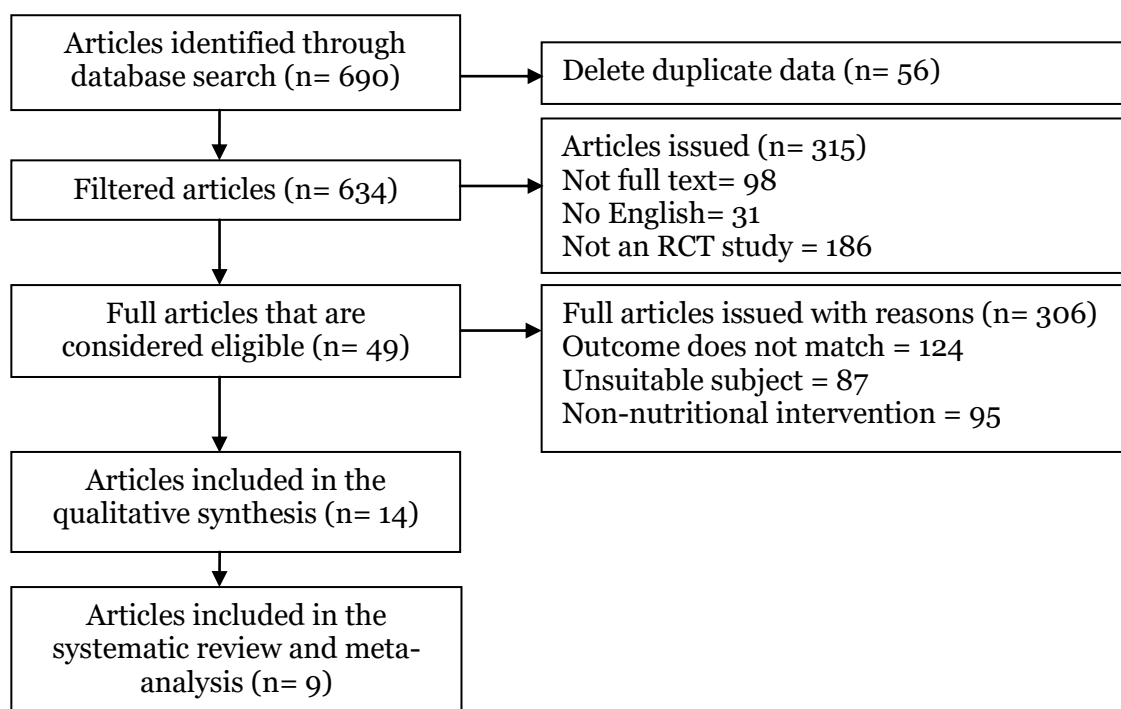 Articles identified through
database search (n= 690)
Delete duplicate data (n= 56)
Filtered articles (n= 634)
Articles issued (n= 315)
Not full text= 98
No English= 31
Not an RCT study = 186
Full articles that are
considered eligible (n= 49)
Full articles issued with reasons (n= 306)
Outcome does not match = 124
Unsuitable subject = 87
Non-nutritional intervention = 95
Articles included in the
qualitative synthesis (n= 14)
Articles included in the
systematic review and meta-
analysis (n= 9)